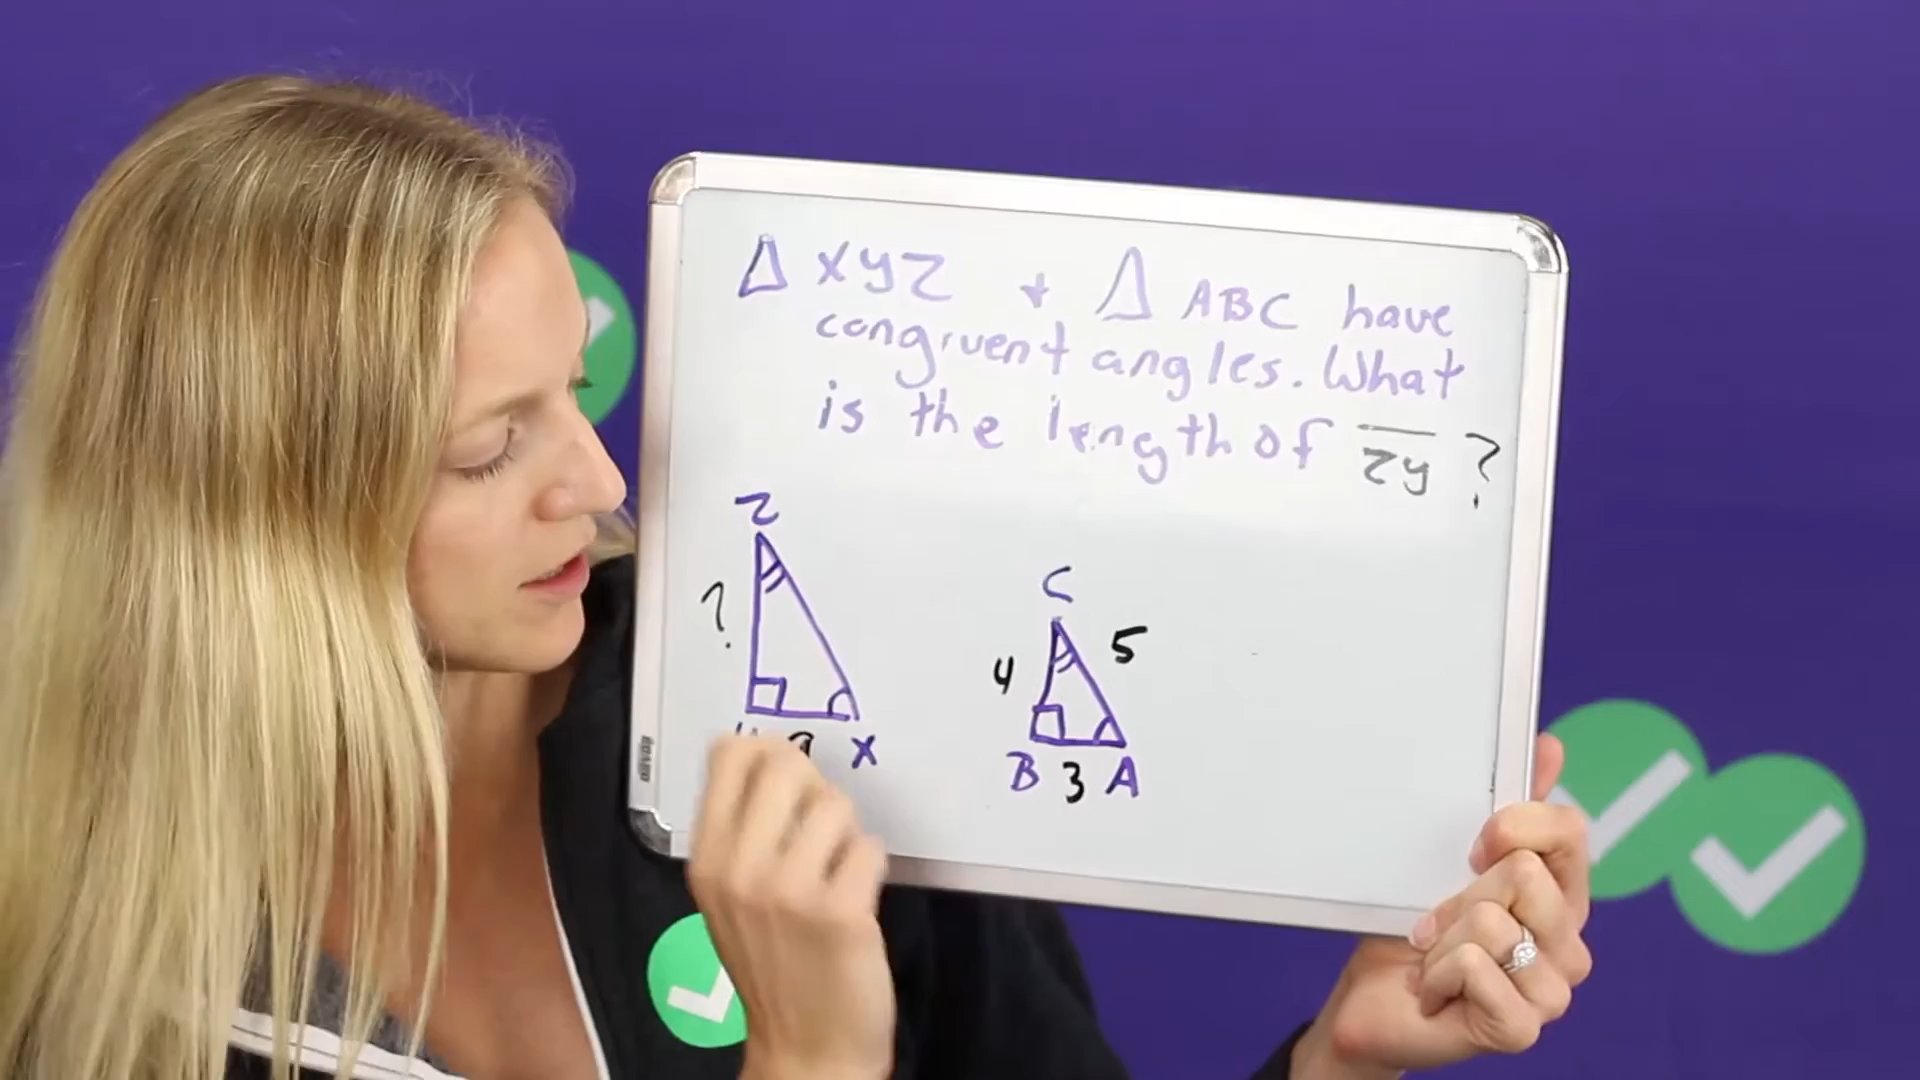 Δ XYZ + Δ ABC have
congruent angles. What
is the length of ZY ?
Z
?
X
C
4 5
B 3 A